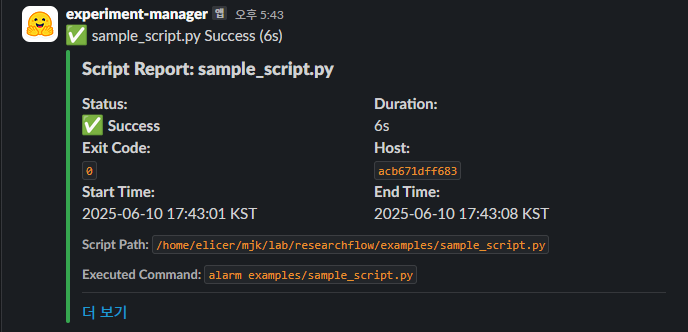 experiment-manager 앱 오후 5:43
✅ sample_script.py Success (6s)
Script Report: sample_script.py
Status: Duration:
✅ Success 6s
Exit Code: Host:
0 acb671dff683
Start Time: End Time:
2025-06-10 17:43:01 KST 2025-06-10 17:43:08 KST
Script Path: /home/elicer/mjk/lab/researchflow/examples/sample_script.py
Executed Command: alarm examples/sample_script.py
더 보기